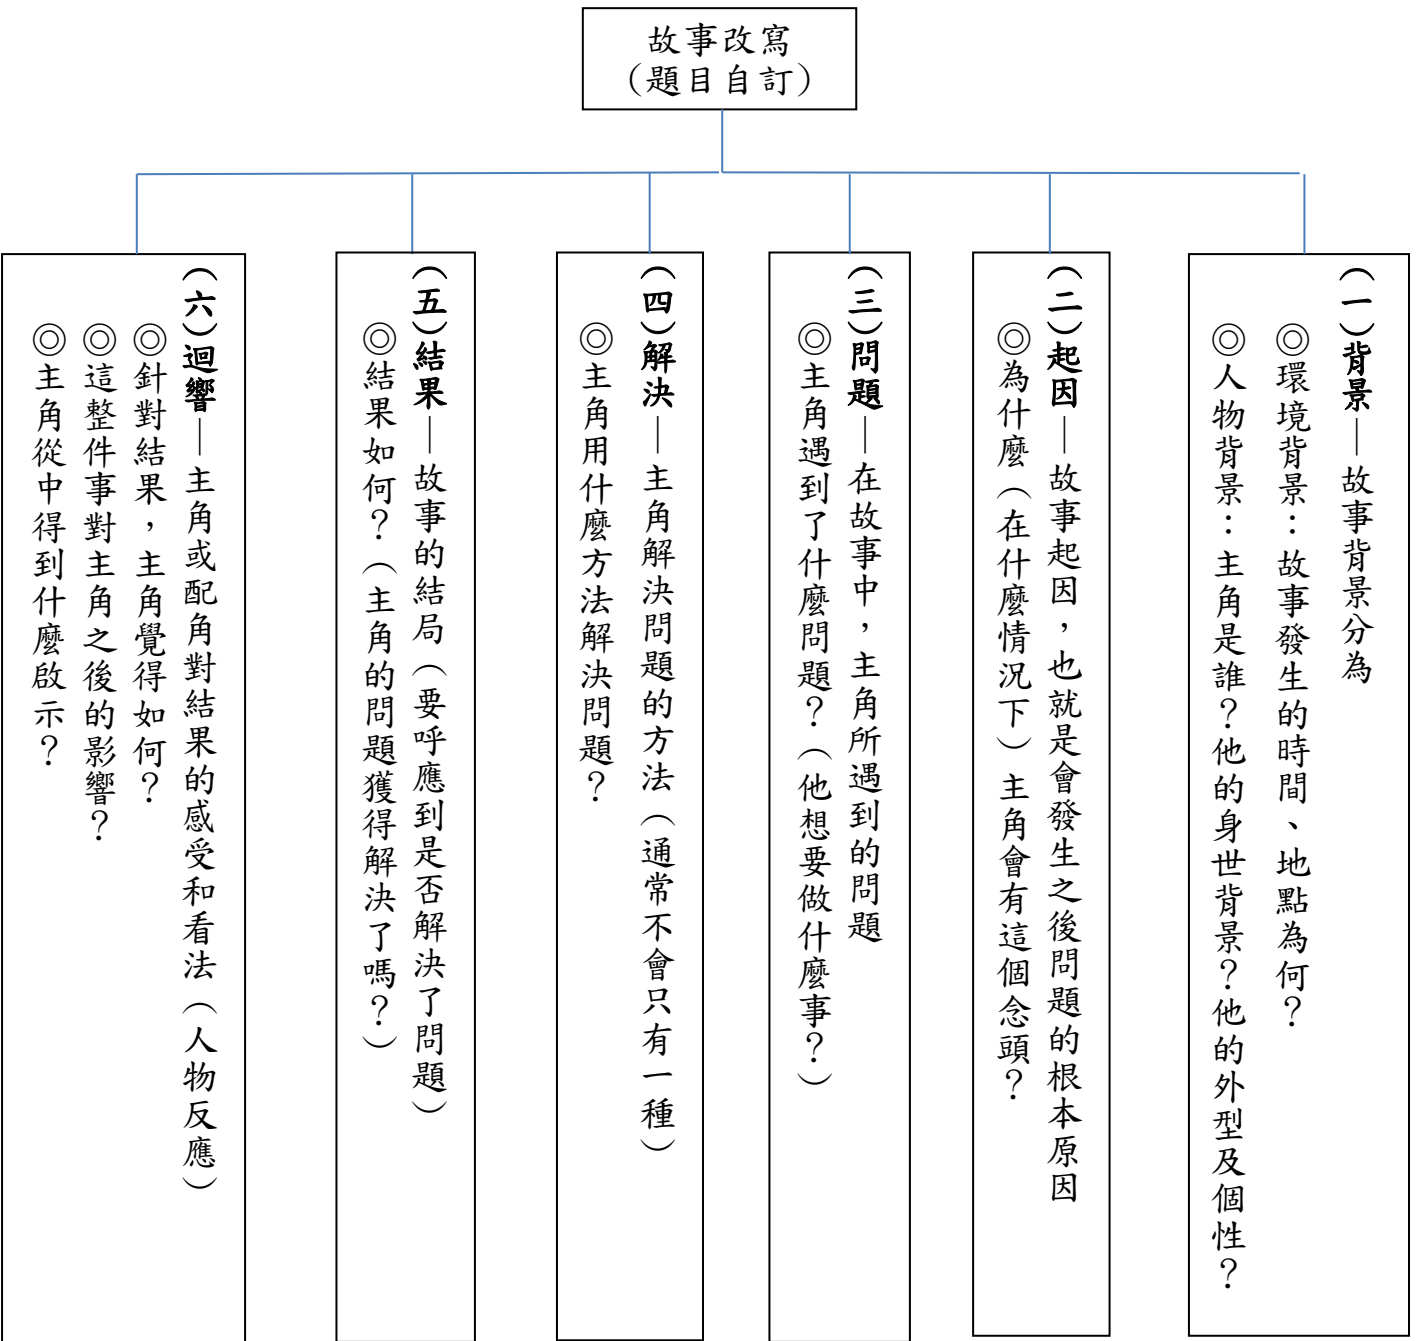 故事改寫
（題目自訂）
（一）背景—故事背景分為
◎環境背景：故事發生的時間、地點為何？
◎人物背景：主角是誰？他的身世背景？他的外型及個性？
（二）起因—故事起因，也就是會發生之後問題的根本原因
◎為什麼（在什麼情況下）主角會有這個念頭？
（三）問題—在故事中，主角所遇到的問題
◎主角遇到了什麼問題？（他想要做什麼事？）
（四）解決—主角解決問題的方法（通常不會只有一種）
◎主角用什麼方法解決問題？
（五）結果—故事的結局（要呼應到是否解決了問題）
◎結果如何？（主角的問題獲得解決了嗎？）
（六）迴響—主角或配角對結果的感受和看法（人物反應）
◎針對結果，主角覺得如何？
◎這整件事對主角之後的影響？
◎主角從中得到什麼啟示？